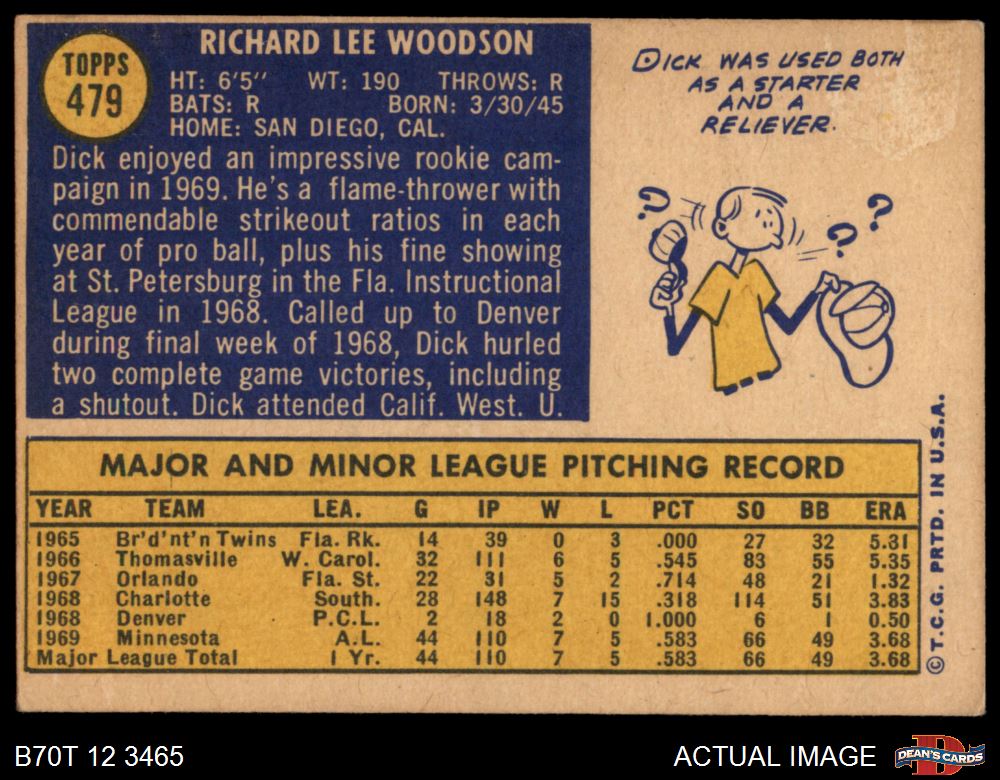 TOPPS
479
RICHARD LEE WOODSON
HT: 6'5" WT: 190 THROWS: R
BATS: R BORN: 3/30/45
HOME: SAN DIEGO, CAL.
Dick enjoyed an impressive rookie cam-
paign in 1969. He's a flame-thrower with
commendable strikeout ratios in each
year of pro ball, plus his fine showing
at St. Petersburg in the Fla. Instructional
League in 1968. Called up to Denver
during final week of 1968, Dick hurled
two complete game victories, including
a shutout. Dick attended Calif. West. U.
DICK WAS USED BOTH
AS A STARTER
AND A
RELIEVER.
? ? ?
MAJOR AND MINOR LEAGUE PITCHING RECORD
YEAR TEAM LEA. G IP W L PCT SO BB ERA
1965 Br'd'nt'n Twins Fla. Rk. 14 39 0 3 .000 27 32 5.31
1966 Thomasville W. Carol. 32 111 6 5 .545 83 55 5.35
1967 Orlando Fla. St. 22 31 5 2 .714 48 21 1.32
1968 Charlotte South. 28 148 7 15 .318 114 51 3.83
1968 Denver P.C.L. 2 18 2 0 1.000 6 1 0.50
1969 Minnesota A.L. 44 110 7 5 .583 66 49 3.68
Major League Total 1 Yr. 44 110 7 5 .583 66 49 3.68
© T.C.G. PRTD. IN U.S.A.
B70T 12 3465
ACTUAL IMAGE
D
DEAN'S CARDS